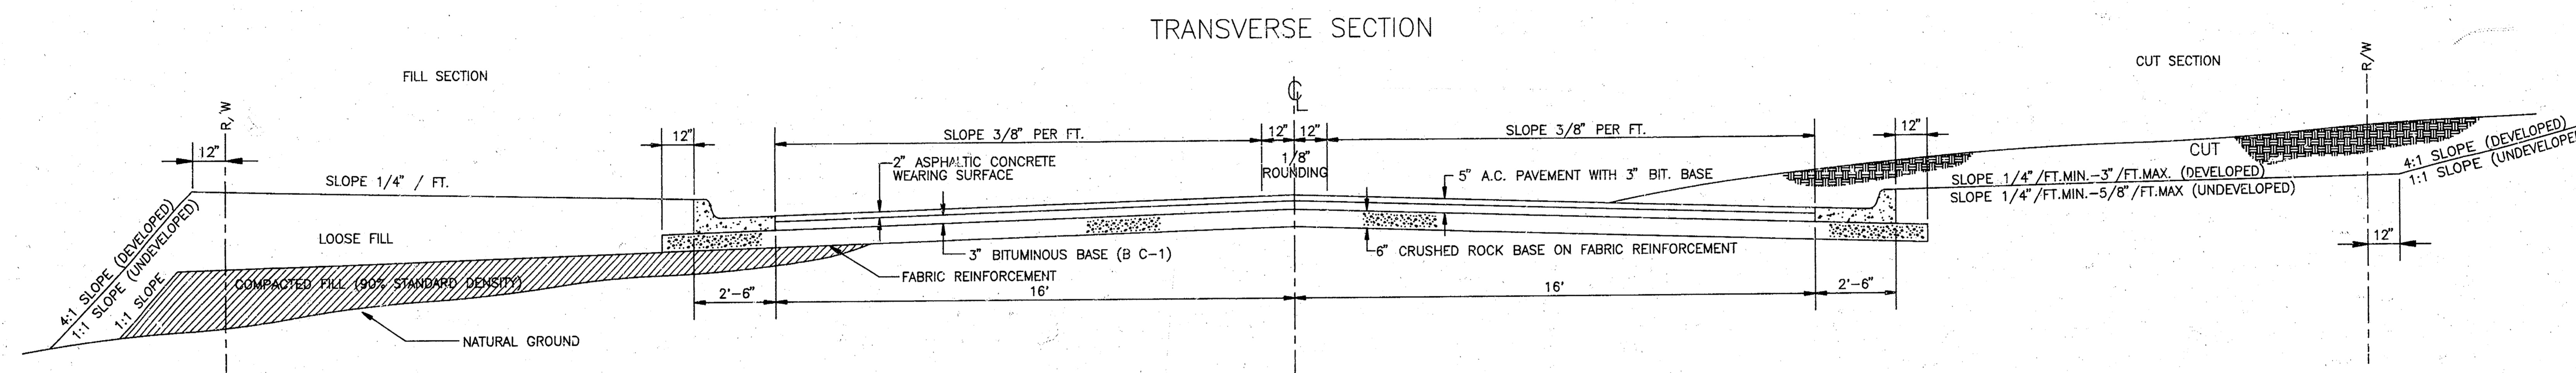 TRANSVERSE SECTION
FILL SECTION
CUT SECTION
R/W
R/W
CL
12"
12"
SLOPE 3/8" PER FT.
12"
12"
SLOPE 3/8" PER FT.
12"
1/8"
ROUNDING
2" ASPHALTIC CONCRETE
WEARING SURFACE
5" A.C. PAVEMENT WITH 3" BIT. BASE
SLOPE 1/4" / FT.
CUT
SLOPE 1/4"/FT.MIN.-3"/FT.MAX. (DEVELOPED)
SLOPE 1/4"/FT.MIN.-5/8"/FT.MAX (UNDEVELOPED)
4:1 SLOPE (DEVELOPED)
1:1 SLOPE (UNDEVELOPE
LOOSE FILL
4:1 SLOPE (DEVELOPED)
1:1 SLOPE (UNDEVELOPED)
1:1 SLOPE
3" BITUMINOUS BASE (B C-1)
6" CRUSHED ROCK BASE ON FABRIC REINFORCEMENT
12"
FABRIC REINFORCEMENT
COMPACTED FILL (90% STANDARD DENSITY)
2'-6"
16'
16'
2'-6"
NATURAL GROUND